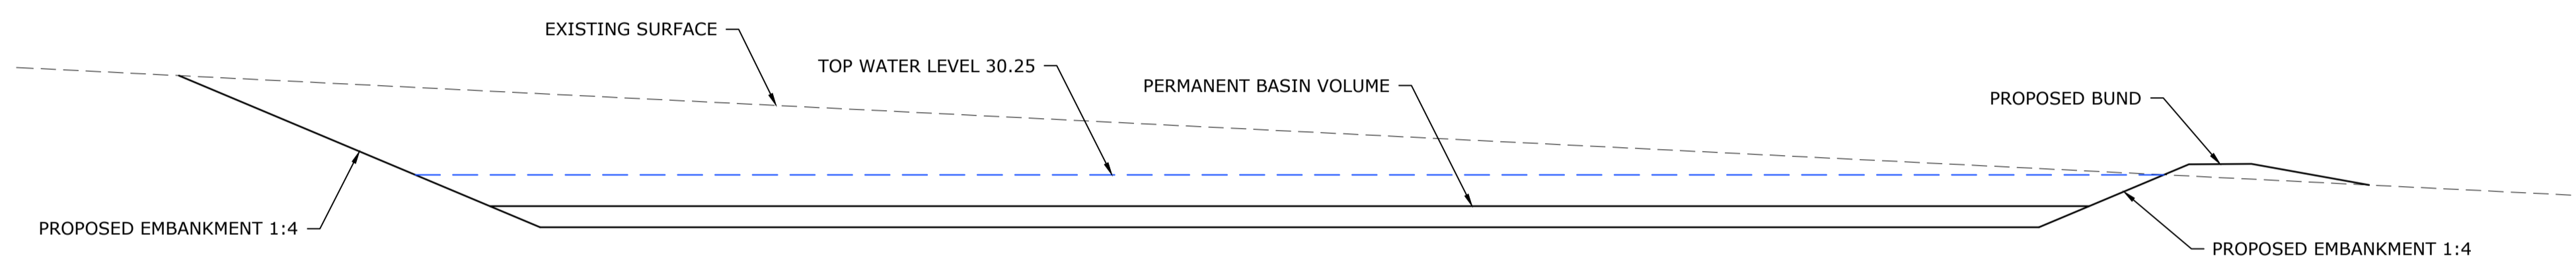 EXISTING SURFACE
TOP WATER LEVEL 30.25
PERMANENT BASIN VOLUME
PROPOSED BUND
PROPOSED EMBANKMENT 1:4
PROPOSED EMBANKMENT 1:4